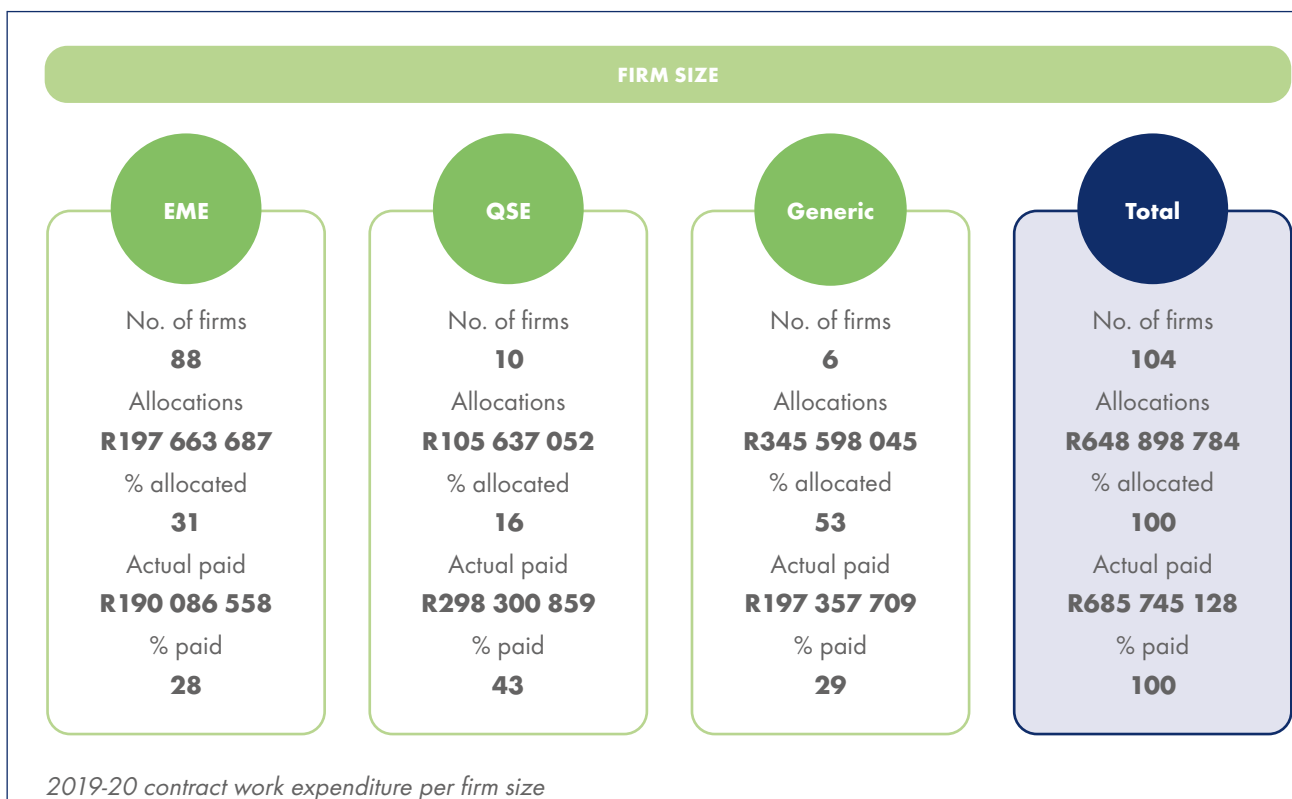 FIRM SIZE
EME
No. of firms
88
Allocations
R197 663 687
% allocated
31
Actual paid
R190 086 558
% paid
28
QSE
No. of firms
10
Allocations
R105 637 052
% allocated
16
Actual paid
R298 300 859
% paid
43
Generic
No. of firms
6
Allocations
R345 598 045
% allocated
53
Actual paid
R197 357 709
% paid
29
Total
No. of firms
104
Allocations
R648 898 784
% allocated
100
Actual paid
R685 745 128
% paid
100
2019-20 contract work expenditure per firm size